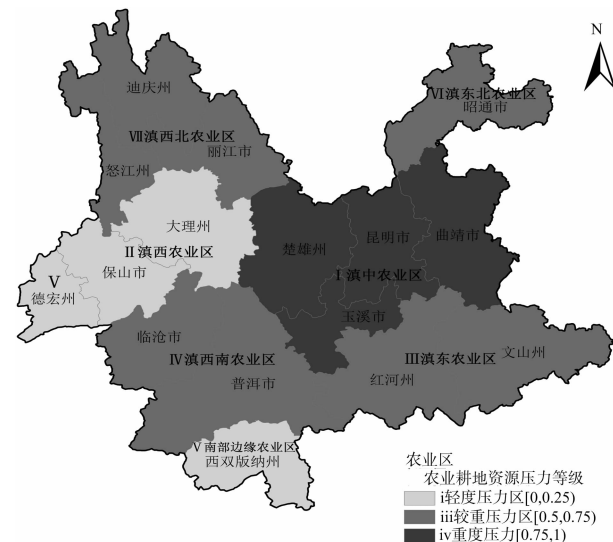 N
迪庆州
VI滇东北农业区
昭通市
VII滇西北农业区
丽江市
怒江州
大理州
楚雄州
昆明市
曲靖市
II滇西农业区
保山市
I滇中农业区
V
德宏州
玉溪市
临沧市
IV滇西南农业区
III滇东农业区
文山州
普洱市
红河州
V南部边缘农业区
西双版纳州
农业区
农业耕地资源压力等级
i轻度压力区[0,0.25)
iii较重压力区[0.5,0.75)
iv重度压力[0.75,1)